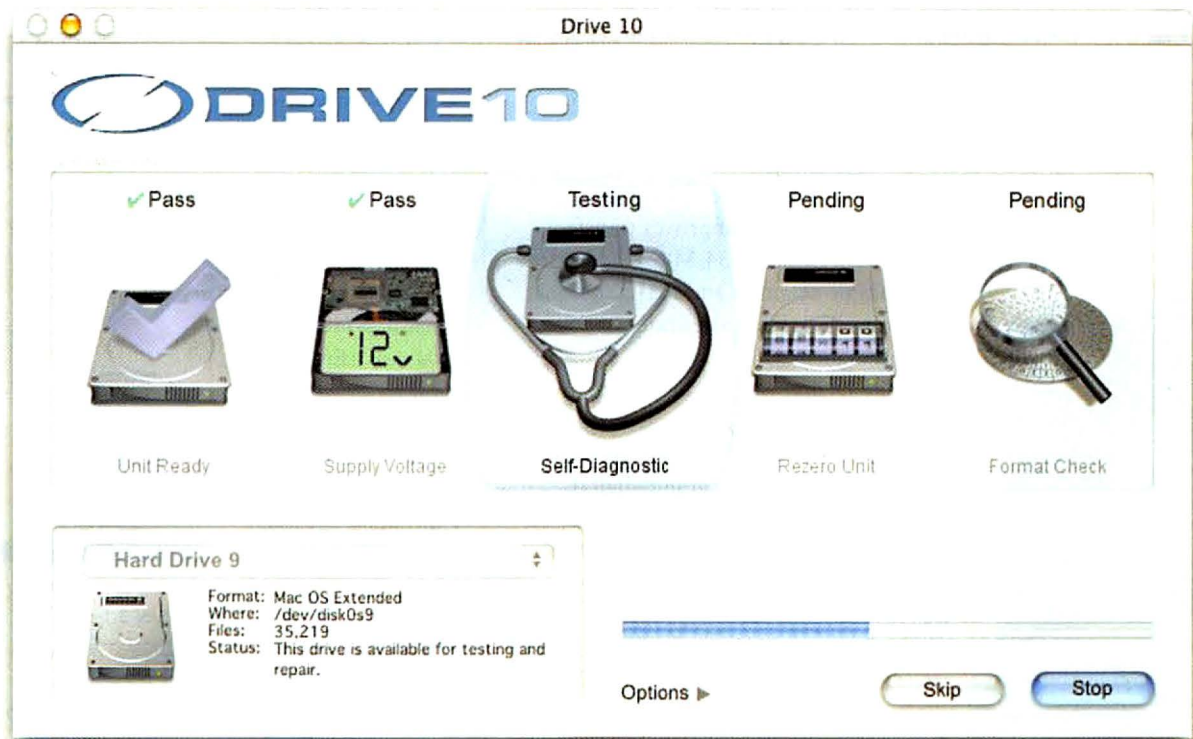 Drive 10
DRIVE10
✓ Pass
✓ Pass
Testing
Pending
Pending
12v
Unit Ready
Supply Voltage
Self-Diagnostic
Rezero Unit
Format Check
Hard Drive 9
Format: Mac OS Extended
Where: /dev/disk0s9
Files: 35,219
Status: This drive is available for testing and
repair.
Options ▶
Skip
Stop